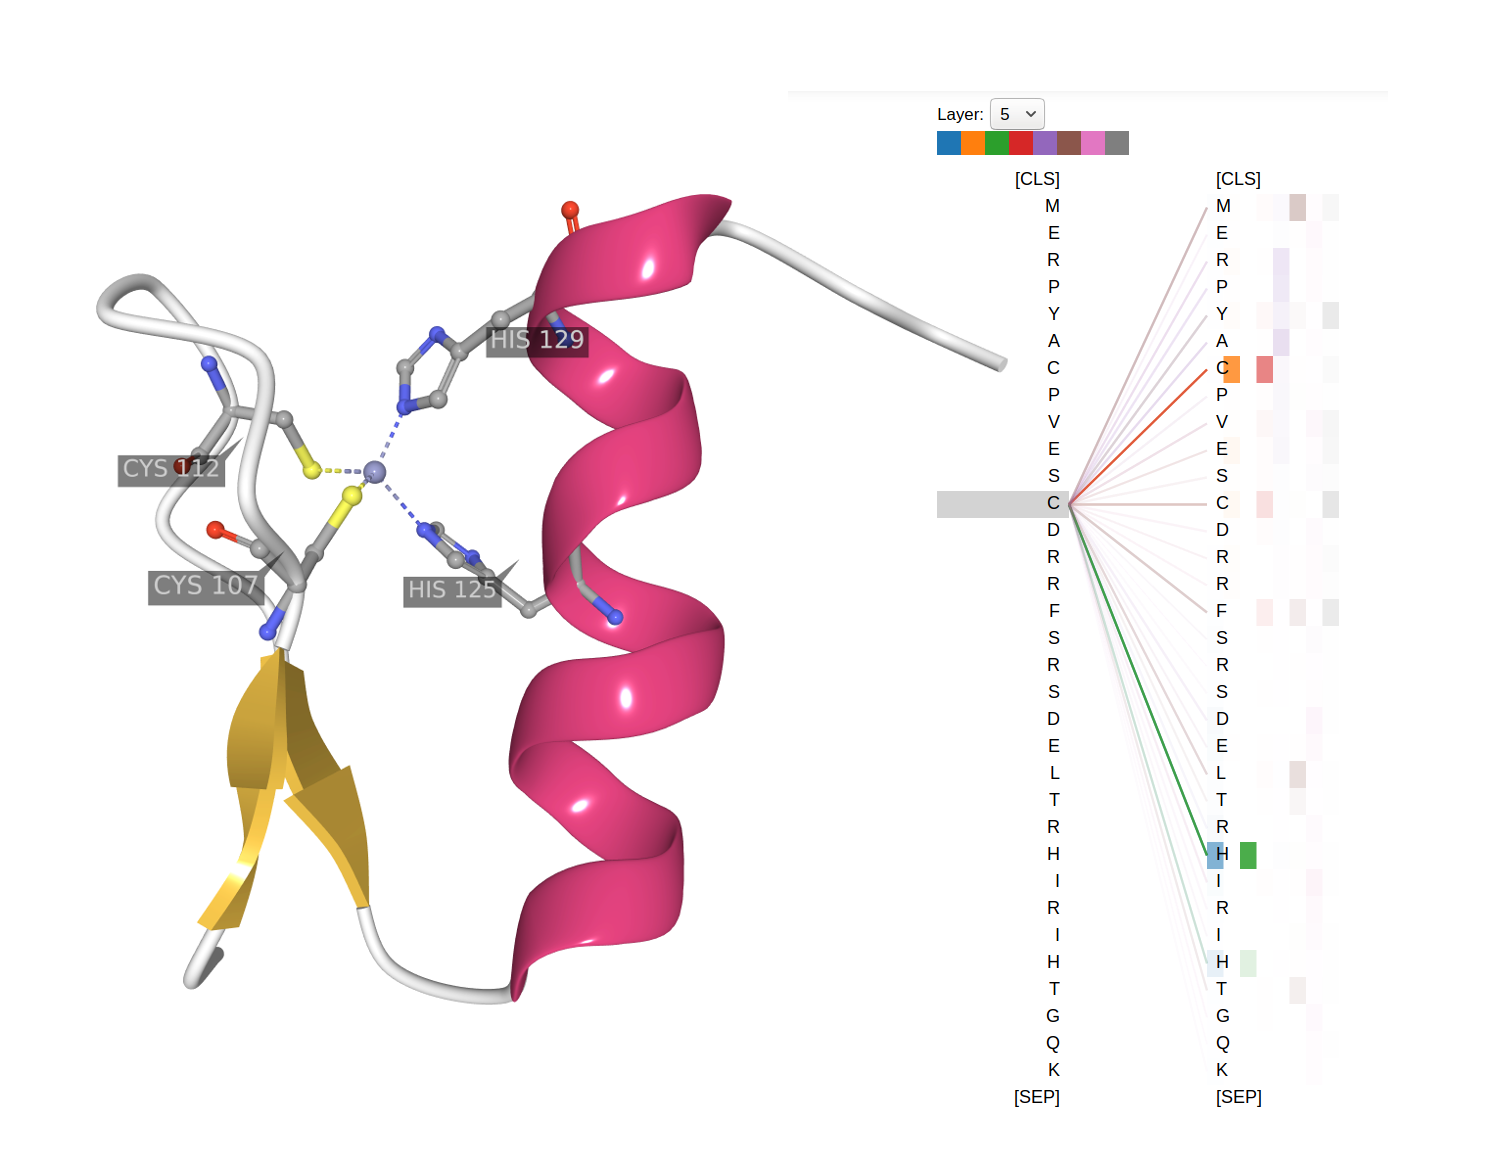 HIS 129
CYS 112
CYS 107
HIS 125
Layer: 5
[CLS] [CLS]
M M
E E
R R
P P
Y Y
A A
C C
P P
V V
E E
S S
C C
D D
R R
R R
F F
S S
R R
S S
D D
E E
L L
T T
R R
H H
I I
R R
I I
H H
T T
G G
Q Q
K K
[SEP] [SEP]